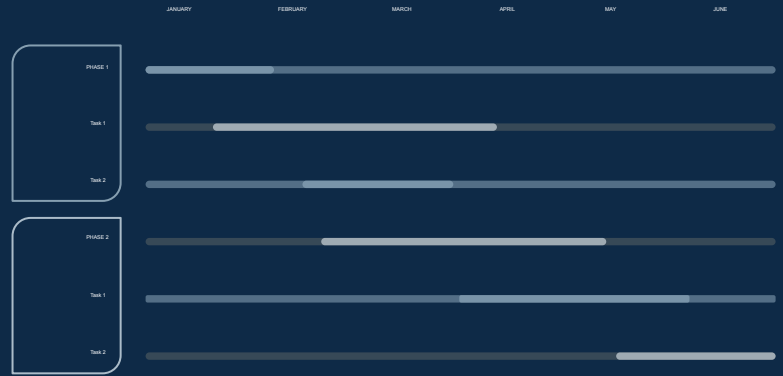 JANUARY FEBRUARY MARCH APRIL MAY JUNE
PHASE 1
Task 1
Task 2
PHASE 2
Task 1
Task 2